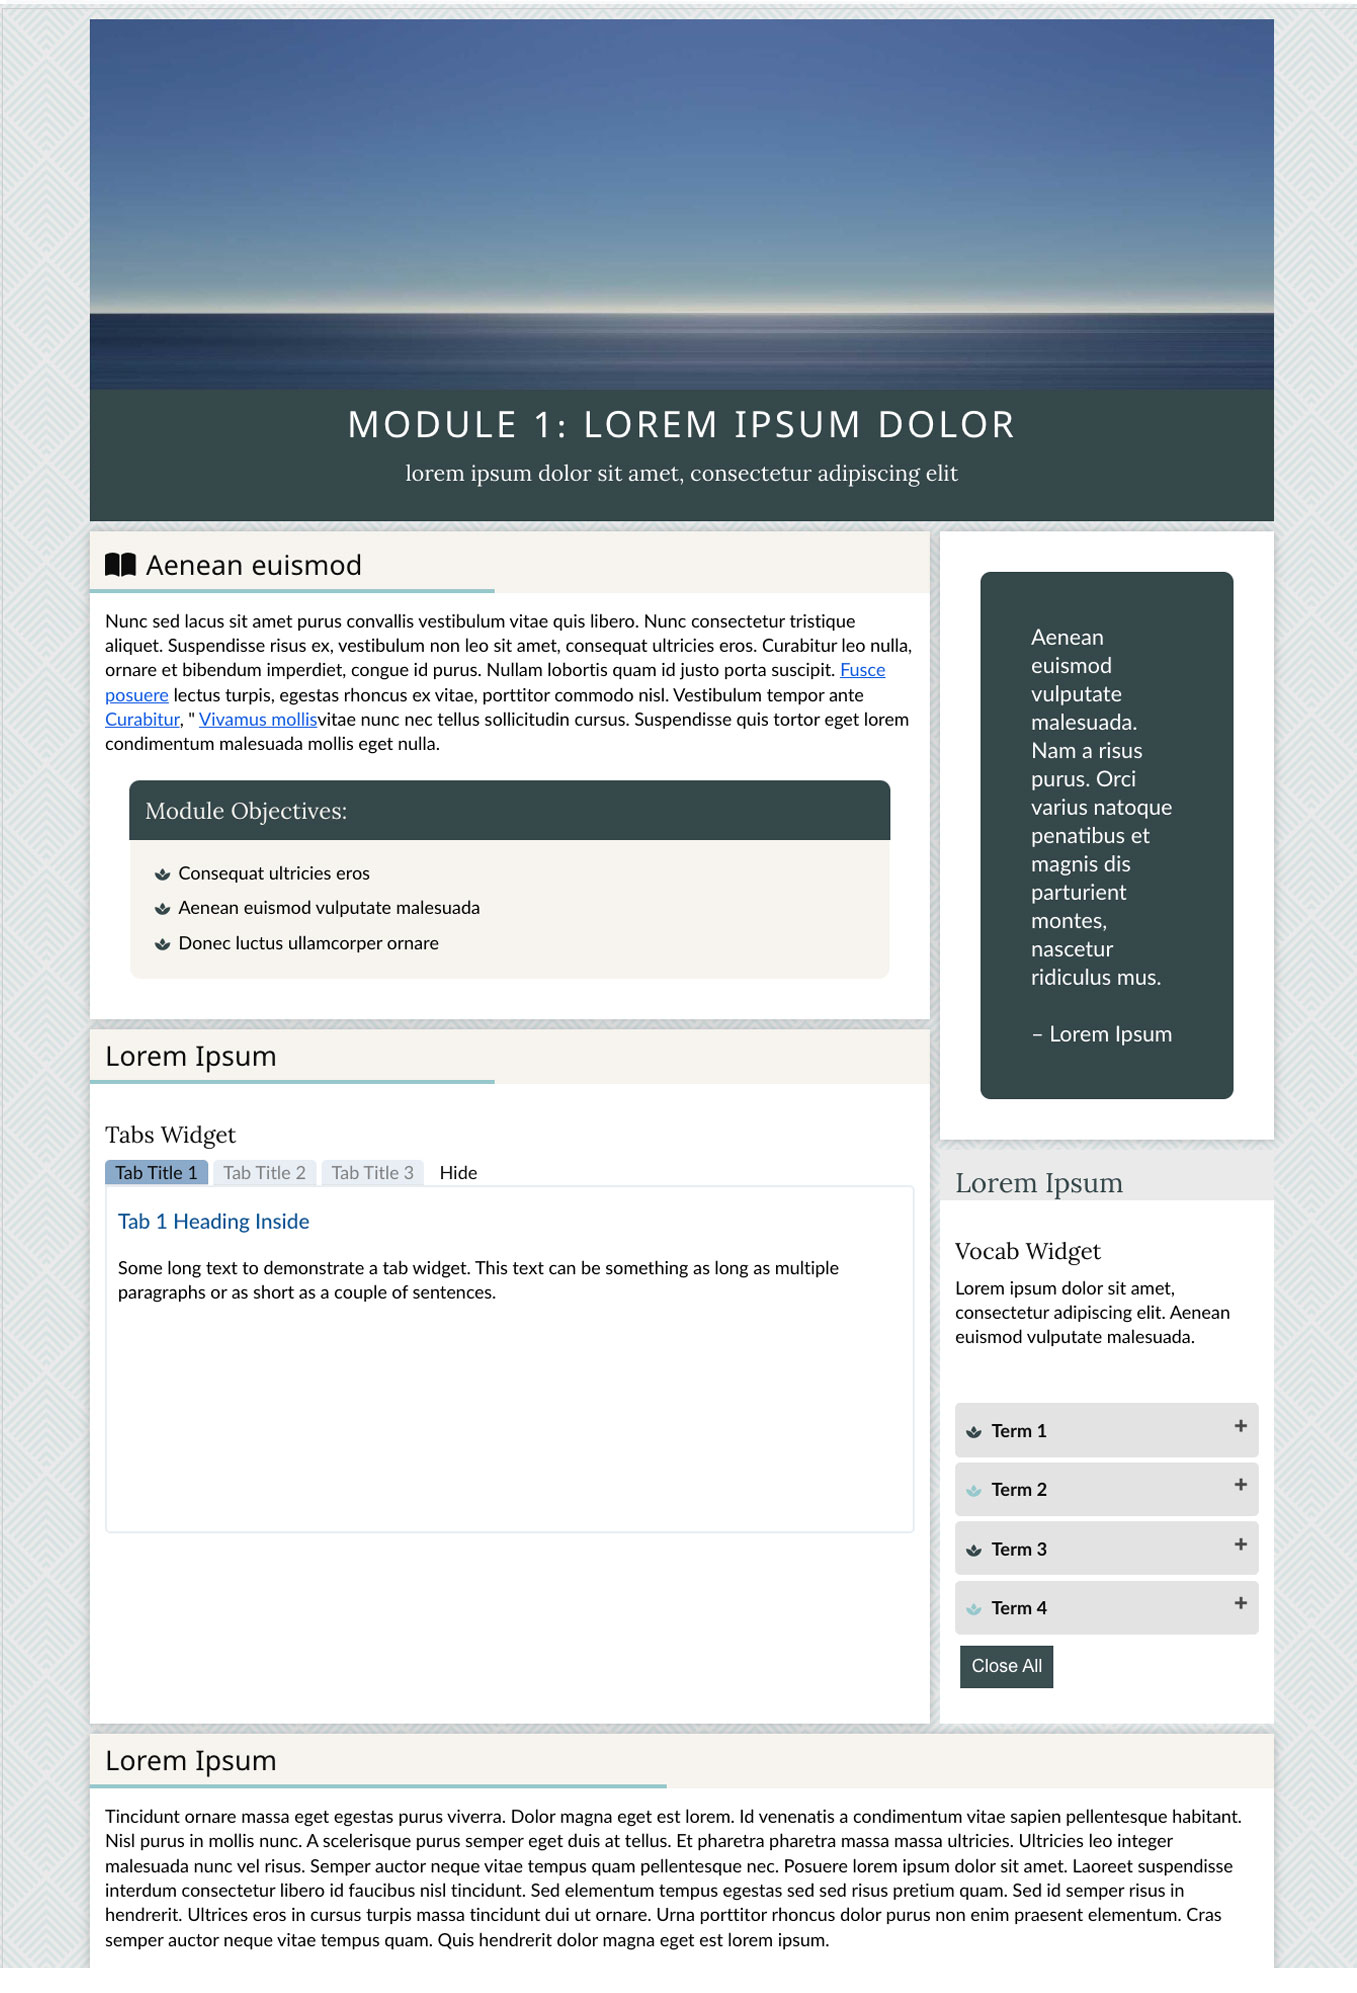 MODULE 1: LOREM IPSUM DOLOR
lorem ipsum dolor sit amet, consectetur adipiscing elit
Aenean euismod
Nunc sed lacus sit amet purus convallis vestibulum vitae quis libero. Nunc consectetur tristique
aliquet. Suspendisse risus ex, vestibulum non leo sit amet, consequat ultricies eros. Curabitur leo nulla,
ornare et bibendum imperdiet, congue id purus. Nullam lobortis quam id justo porta suscipit. Fusce
posuere lectus turpis, egestas rhoncus ex vitae, porttitor commodo nisl. Vestibulum tempor ante
Curabitur, " Vivamus mollisvitae nunc nec tellus sollicitudin cursus. Suspendisse quis tortor eget lorem
condimentum malesuada mollis eget nulla.
Module Objectives:
Consequat ultricies eros
Aenean euismod vulputate malesuada
Donec luctus ullamcorper ornare
Aenean
euismod
vulputate
malesuada.
Nam a risus
purus. Orci
varius natoque
penatibus et
magnis dis
parturient
montes,
nascetur
ridiculus mus.
– Lorem Ipsum
Lorem Ipsum
Tabs Widget
Tab Title 1 Tab Title 2 Tab Title 3 Hide
Tab 1 Heading Inside
Some long text to demonstrate a tab widget. This text can be something as long as multiple
paragraphs or as short as a couple of sentences.
Lorem Ipsum
Vocab Widget
Lorem ipsum dolor sit amet,
consectetur adipiscing elit. Aenean
euismod vulputate malesuada.
Term 1 +
Term 2 +
Term 3 +
Term 4 +
Close All
Lorem Ipsum
Tincidunt ornare massa eget egestas purus viverra. Dolor magna eget est lorem. Id venenatis a condimentum vitae sapien pellentesque habitant.
Nisl purus in mollis nunc. A scelerisque purus semper eget duis at tellus. Et pharetra pharetra massa massa ultricies. Ultricies leo integer
malesuada nunc vel risus. Semper auctor neque vitae tempus quam pellentesque nec. Posuere lorem ipsum dolor sit amet. Laoreet suspendisse
interdum consectetur libero id faucibus nisl tincidunt. Sed elementum tempus egestas sed sed risus pretium quam. Sed id semper risus in
hendrerit. Ultrices eros in cursus turpis massa tincidunt dui ut ornare. Urna porttitor rhoncus dolor purus non enim praesent elementum. Cras
semper auctor neque vitae tempus quam. Quis hendrerit dolor magna eget est lorem ipsum.